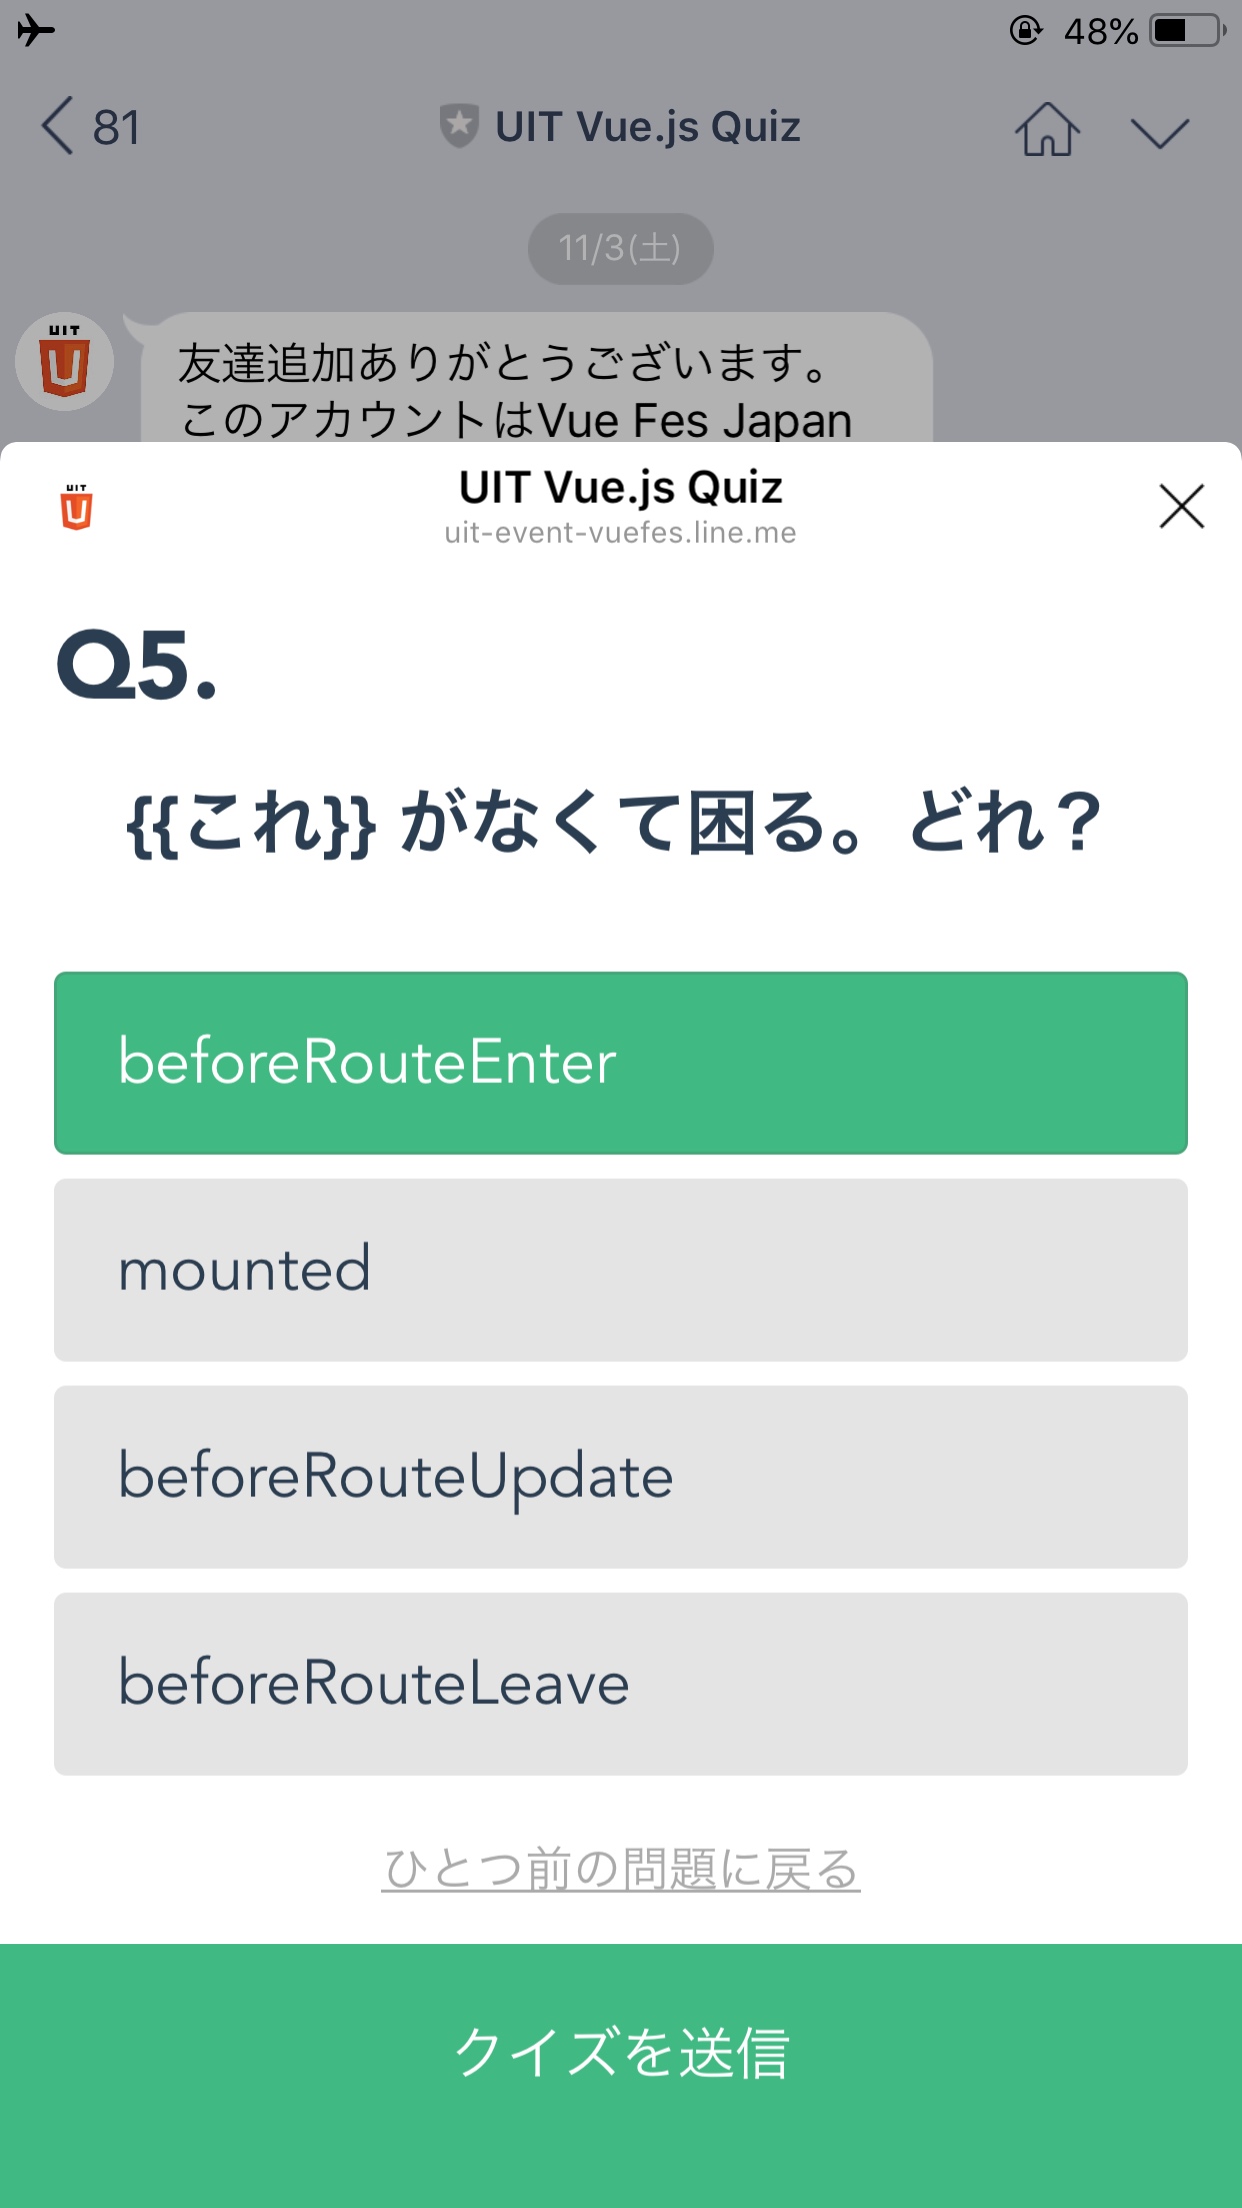 48%
81
UIT Vue.js Quiz
11/3(土)
UIT
友達追加ありがとうございます。
このアカウントはVue Fes Japan
UIT
UIT Vue.js Quiz
uit-event-vuefes.line.me
Q5.
{{これ}} がなくて困る。どれ？
beforeRouteEnter
mounted
beforeRouteUpdate
beforeRouteLeave
ひとつ前の問題に戻る
クイズを送信